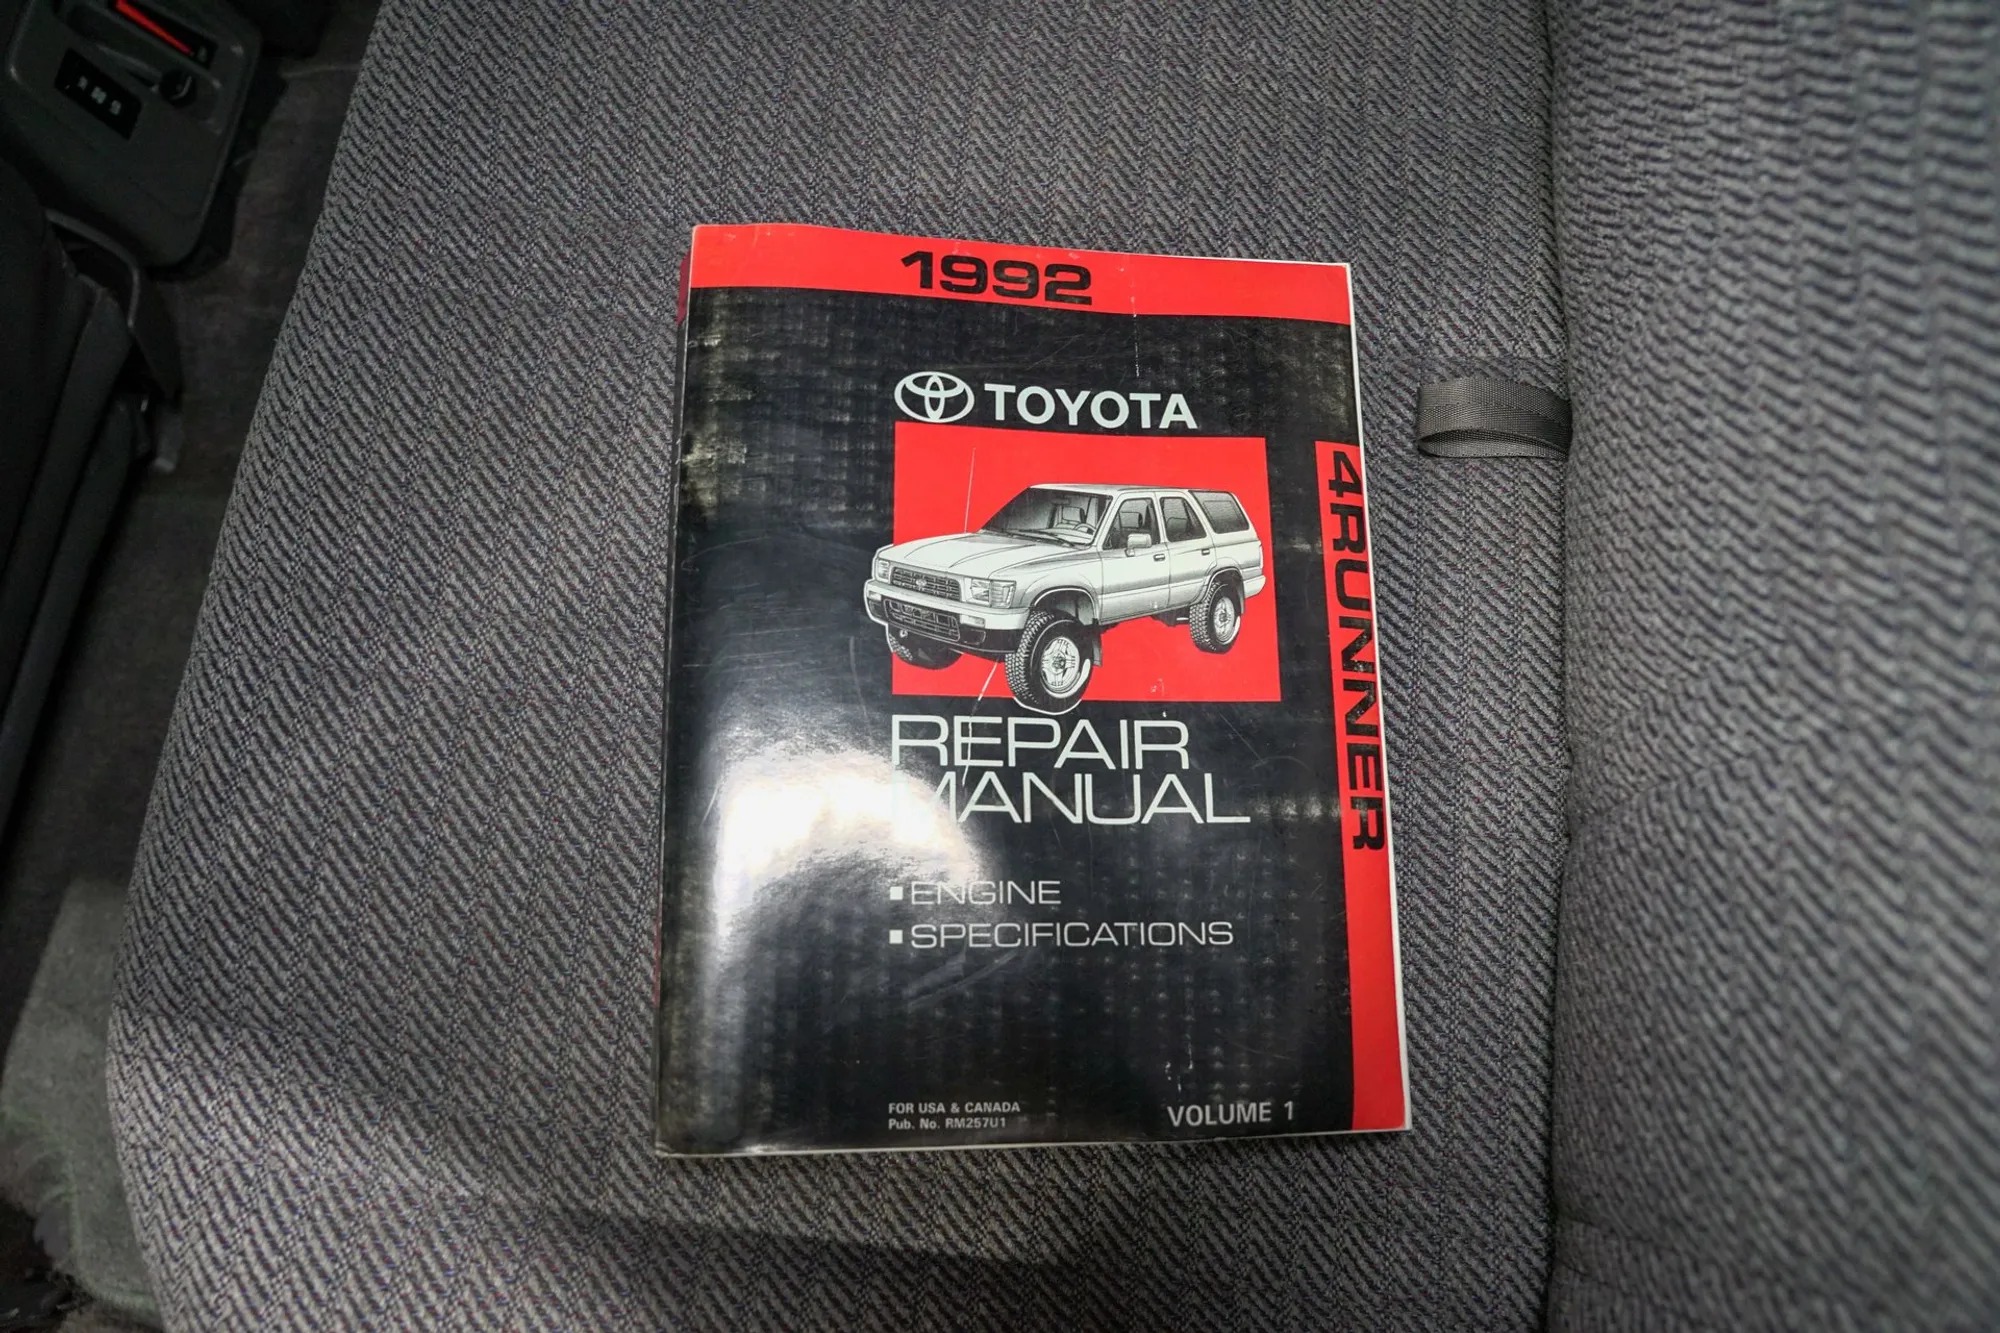 1992
TOYOTA
4RUNNER
REPAIR
MANUAL
▪ ENGINE
▪ SPECIFICATIONS
FOR USA & CANADA
Pub. No. RM257U1
VOLUME 1